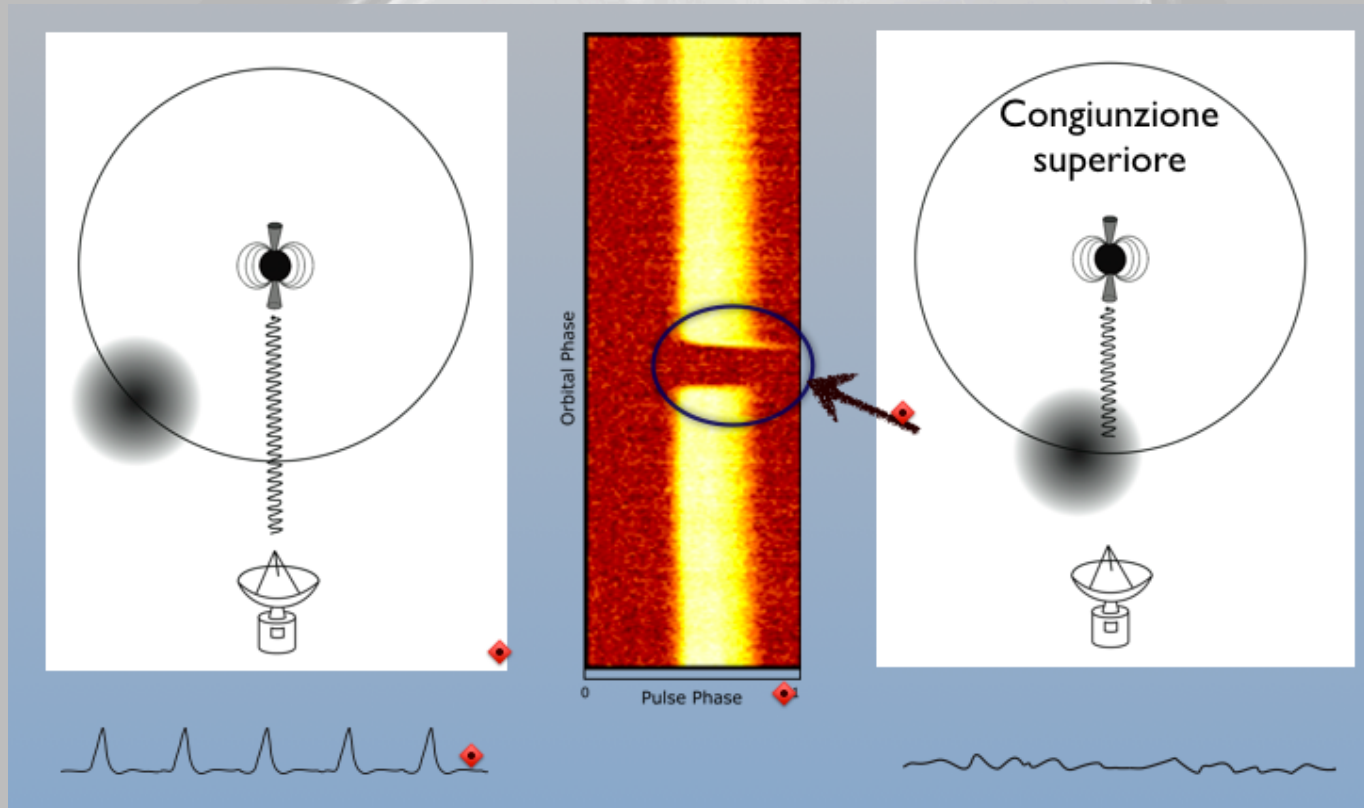 Congiunzione
superiore
Orbital Phase
0
1
Pulse Phase